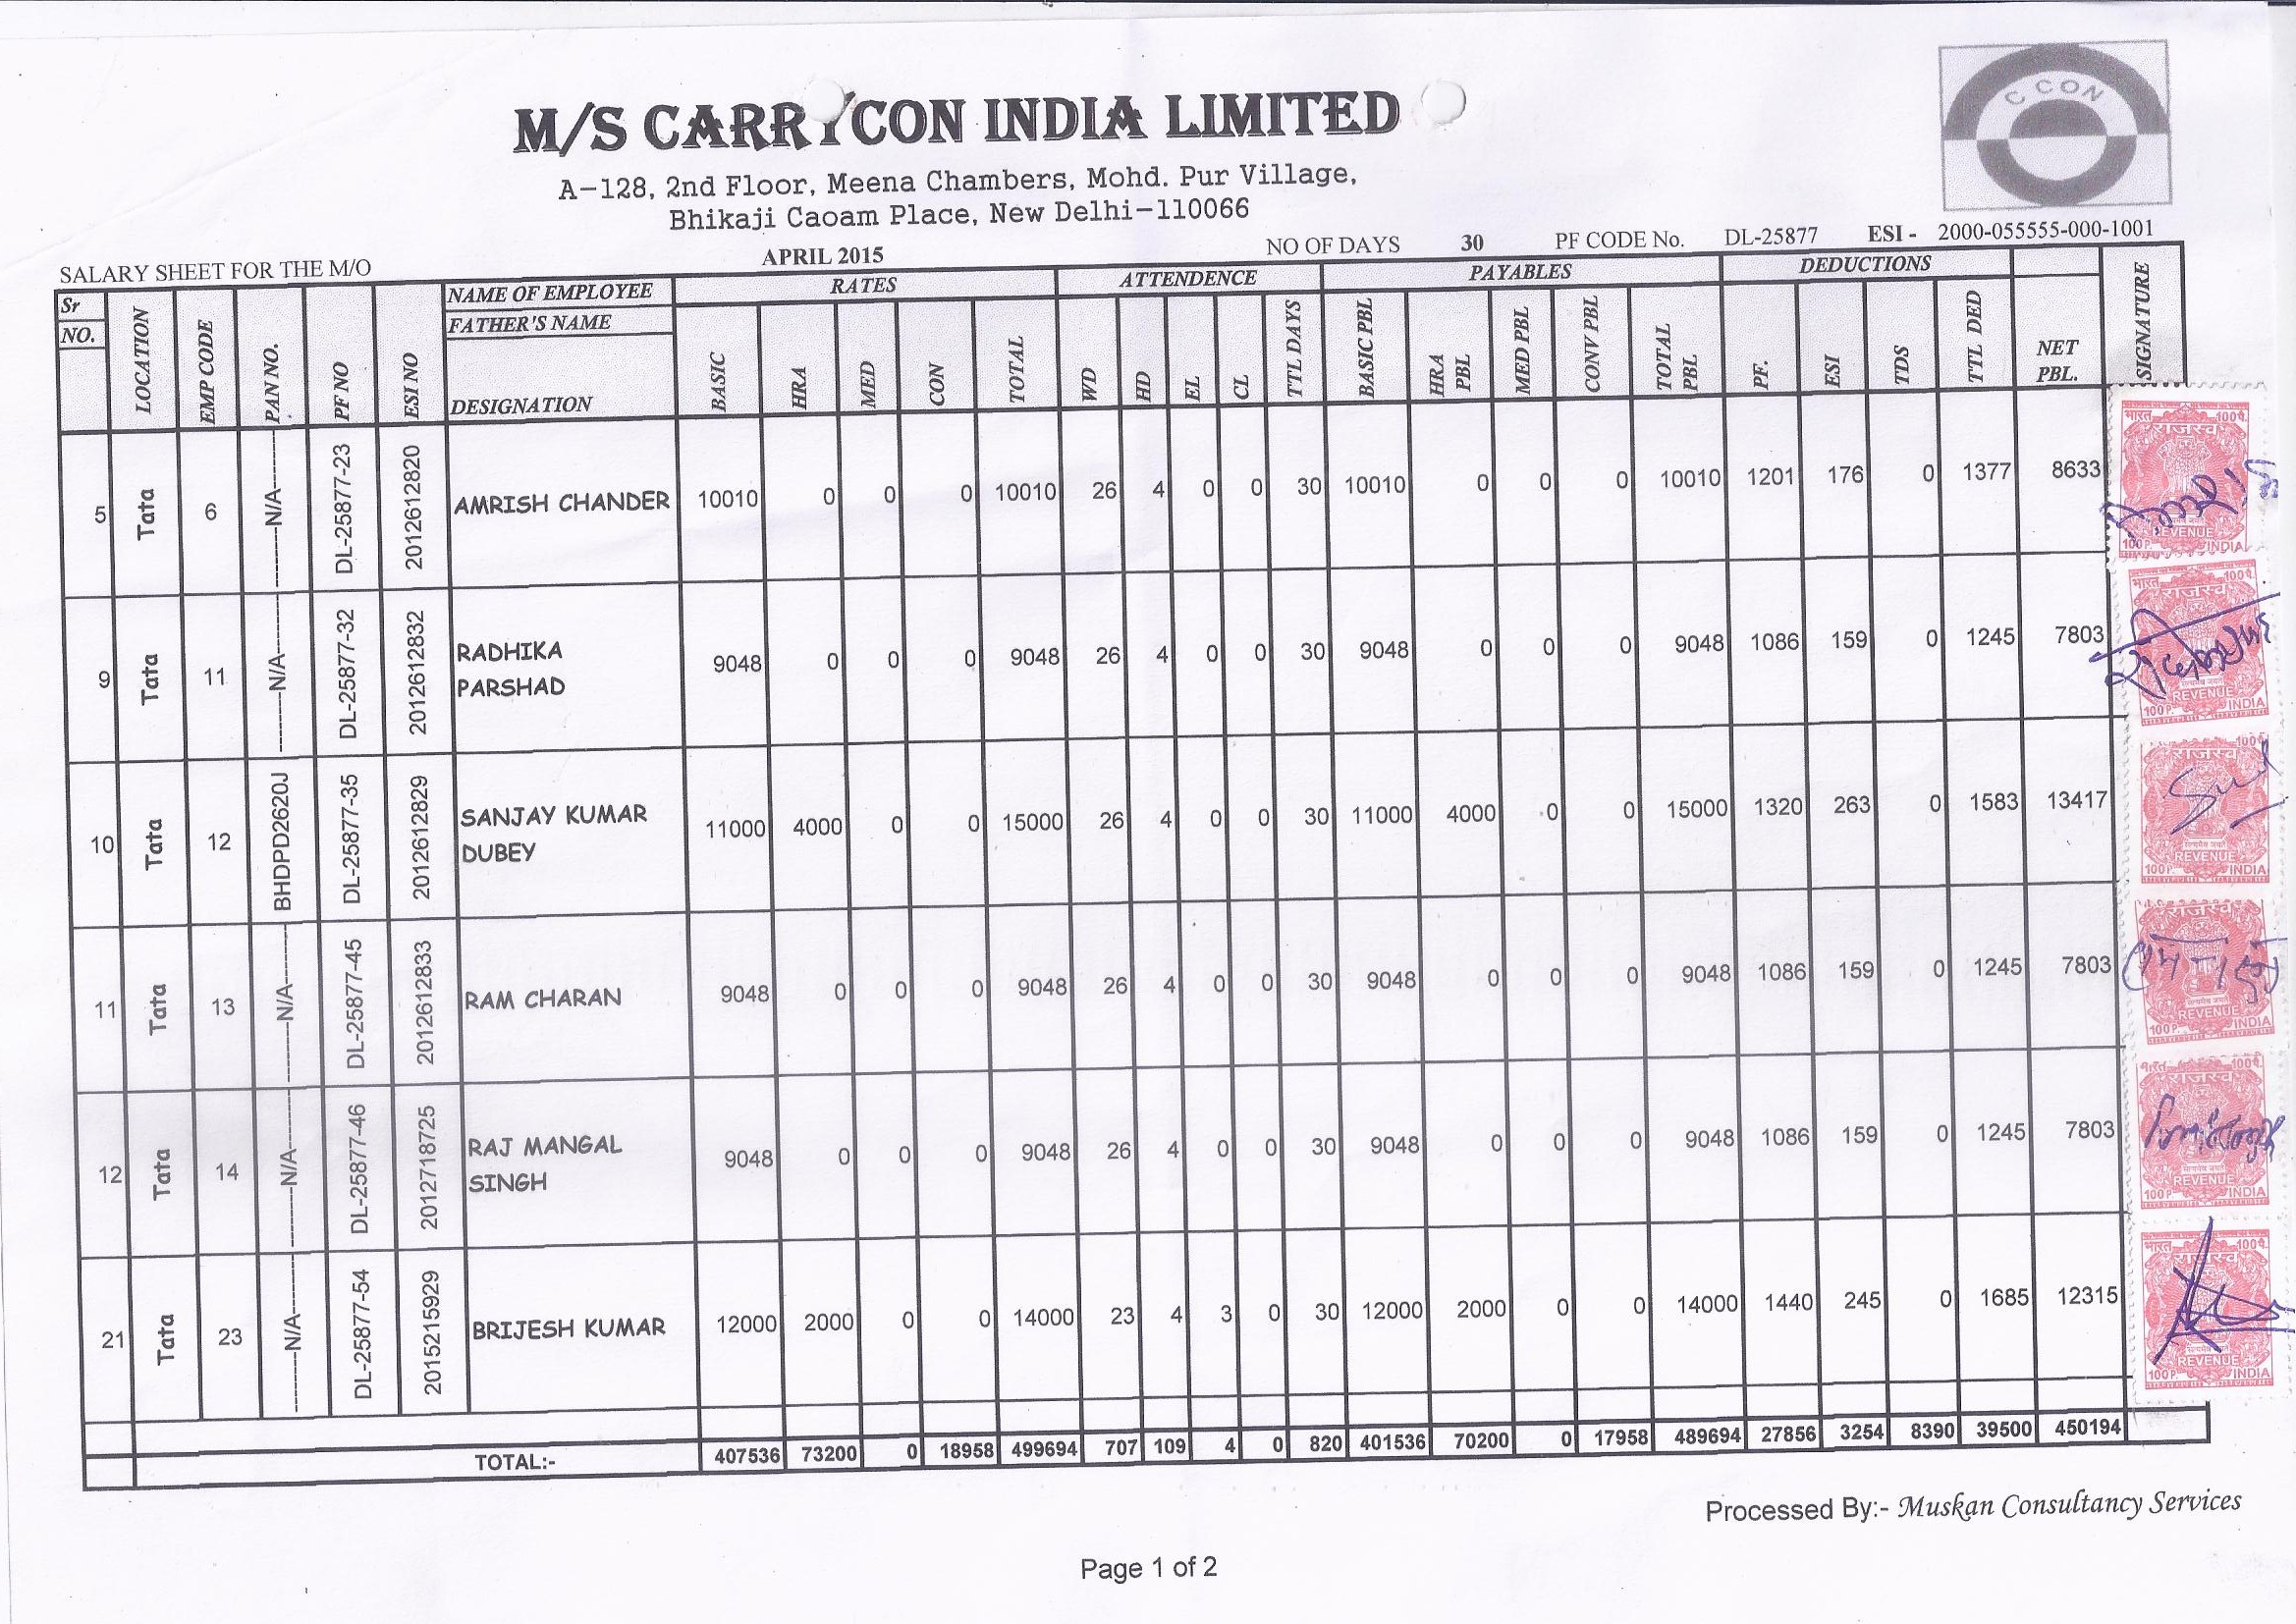 C CON
M/S CARRYCON INDIA LIMITED
A-128, 2nd Floor, Meena Chambers, Mohd. Pur Village,
Bhikaji Caoam Place, New Delhi-110066
SALARY SHEET FOR THE M/O APRIL 2015 NO OF DAYS 30 PF CODE No. DL-25877 ESI - 2000-055555-000-1001
Sr NO. LOCATION EMP CODE PAN NO. PF NO ESI NO NAME OF EMPLOYEE FATHER'S NAME DESIGNATION RATES BASIC HRA MED CON TOTAL ATTENDENCE WD HD EL CL TTL DAYS PAYABLES BASIC PBL HRA PBL MED PBL CONV PBL TOTAL PBL DEDUCTIONS PF. ESI TDS TTL DED NET PBL. SIGNATURE
5 Tata 6 -------N/A------- DL-25877-23 2012612820 AMRISH CHANDER 10010 0 0 0 10010 26 4 0 0 30 10010 0 0 0 10010 1201 176 0 1377 8633
भारत 100प. राजस्व 100P. REVENUE INDIA
9 Tata 11 -------N/A------- DL-25877-32 2012612832 RADHIKA PARSHAD 9048 0 0 0 9048 26 4 0 0 30 9048 0 0 0 9048 1086 159 0 1245 7803
भारत 100प. राजस्व 100P. REVENUE INDIA
10 Tata 12 BHDPD2620J DL-25877-35 2012612829 SANJAY KUMAR DUBEY 11000 4000 0 0 15000 26 4 0 0 30 11000 4000 0 0 15000 1320 263 0 1583 13417
100प. राजस्व 100P. REVENUE INDIA
11 Tata 13 -------N/A------- DL-25877-45 2012612833 RAM CHARAN 9048 0 0 0 9048 26 4 0 0 30 9048 0 0 0 9048 1086 159 0 1245 7803
राजस्व 100P. REVENUE INDIA
12 Tata 14 -------N/A------- DL-25877-46 2012718725 RAJ MANGAL SINGH 9048 0 0 0 9048 26 4 0 0 30 9048 0 0 0 9048 1086 159 0 1245 7803
भारत 100प. राजस्व 100P. REVENUE INDIA
21 Tata 23 -------N/A------- DL-25877-54 2015215929 BRIJESH KUMAR 12000 2000 0 0 14000 23 4 3 0 30 12000 2000 0 0 14000 1440 245 0 1685 12315
भारत 100प. राजस्व 100P. REVENUE INDIA
TOTAL:- 407536 73200 0 18958 499694 707 109 4 0 820 401536 70200 0 17958 489694 27856 3254 8390 39500 450194
Processed By:- Muskan Consultancy Services
Page 1 of 2